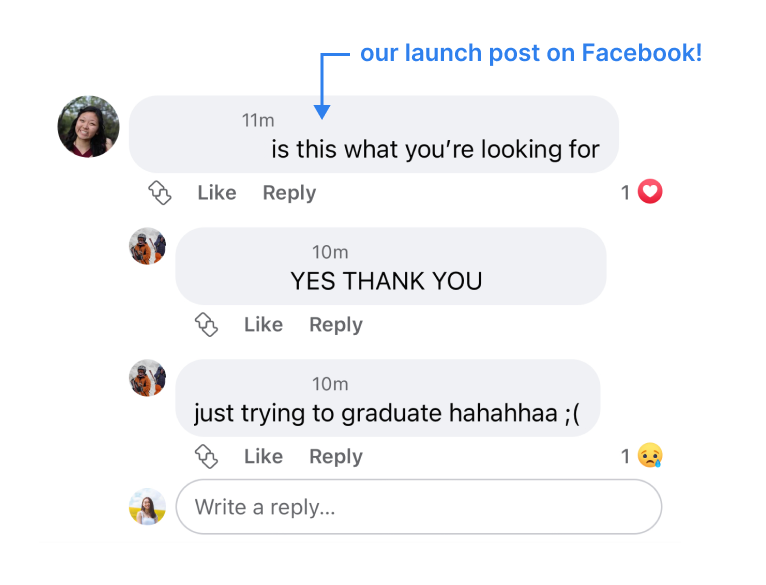 our launch post on Facebook!
11m
is this what you’re looking for
Like Reply 1
10m
YES THANK YOU
Like Reply
10m
just trying to graduate hahahhaa ;(
Like Reply 1
Write a reply...